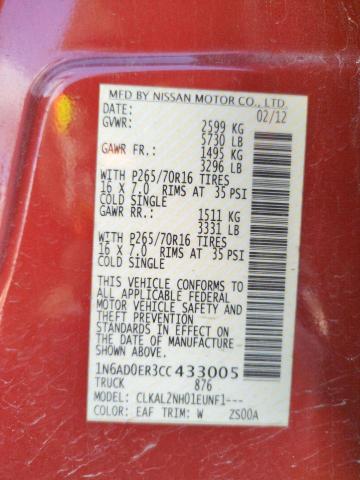 MFD BY NISSAN MOTOR CO., LTD.
DATE: 02/12
GVWR: 2599 KG
5730 LB
GAWR FR.: 1495 KG
3296 LB
WITH P265/70R16 TIRES
16 X 7.0 RIMS AT 35 PSI
COLD SINGLE
GAWR RR.: 1511 KG
3331 LB
WITH P265/70R16 TIRES
16 X 7.0 RIMS AT 35 PSI
COLD SINGLE
THIS VEHICLE CONFORMS TO
ALL APPLICABLE FEDERAL
MOTOR VEHICLE SAFETY AND
THEFT PREVENTION
STANDARDS IN EFFECT ON
THE DATE OF MANUFACTURE
SHOWN ABOVE.
1N6AD0ER3CC433005
TRUCK 876
MODEL: CLKAL2NH01EUNF1---
COLOR: EAF TRIM: W ZS00A